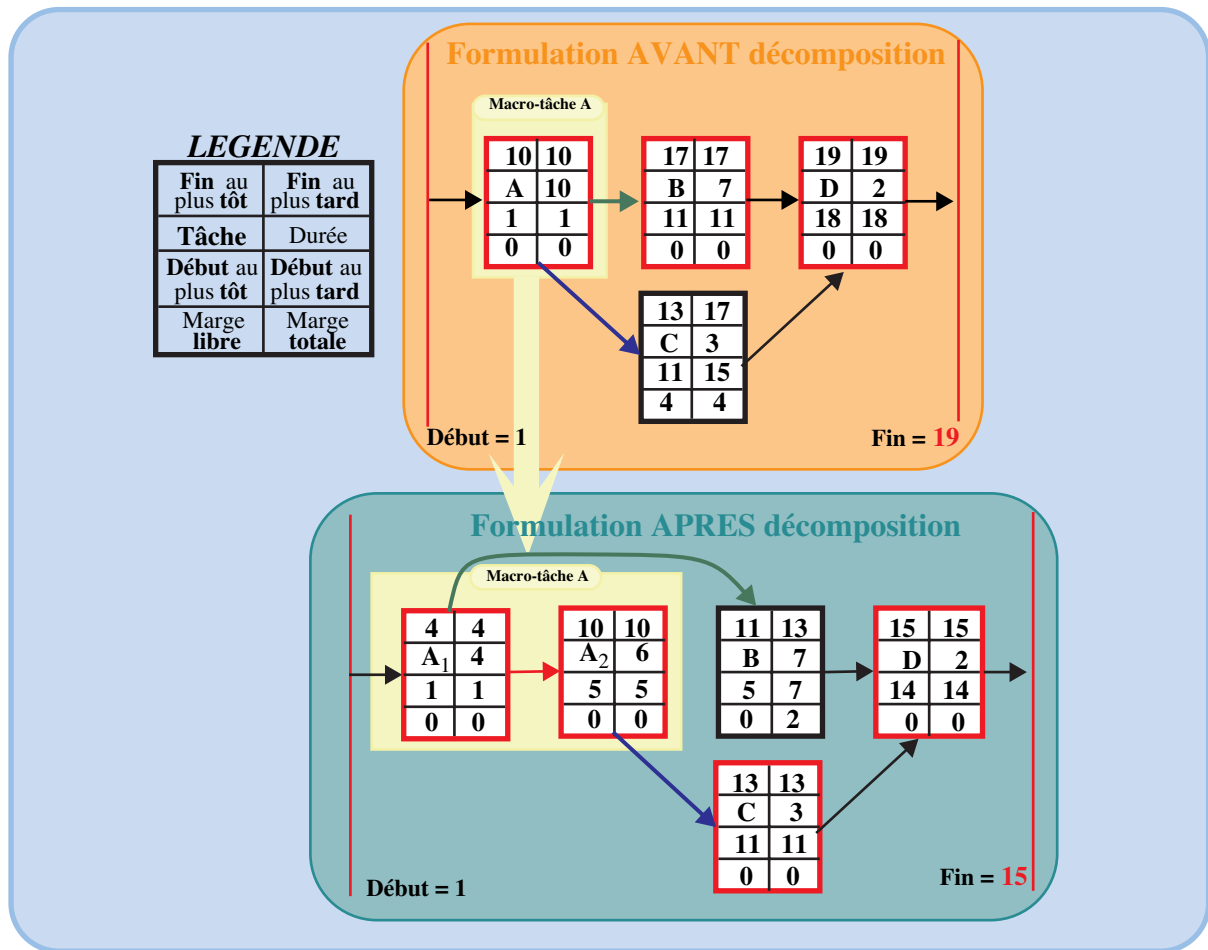 Formulation AVANT décomposition
Macro-tâche A
LEGENDE
Fin au plus tôt
Fin au plus tard
Tâche
Durée
Début au plus tôt
Début au plus tard
Marge libre
Marge totale
10 10
A 10
1 1
0 0
17 17
B 7
11 11
0 0
19 19
D 2
18 18
0 0
13 17
C 3
11 15
4 4
Début = 1
Fin = 19
Formulation APRES décomposition
Macro-tâche A
4 4
A1 4
1 1
0 0
10 10
A2 6
5 5
0 0
11 13
B 7
5 7
0 2
15 15
D 2
14 14
0 0
13 13
C 3
11 11
0 0
Début = 1
Fin = 15